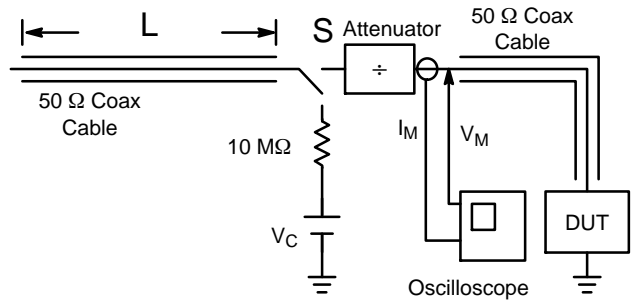 L
S
Attenuator
÷
50 Ω Coax
Cable
50 Ω Coax
Cable
10 MΩ
I_M
V_M
V_C
DUT
Oscilloscope